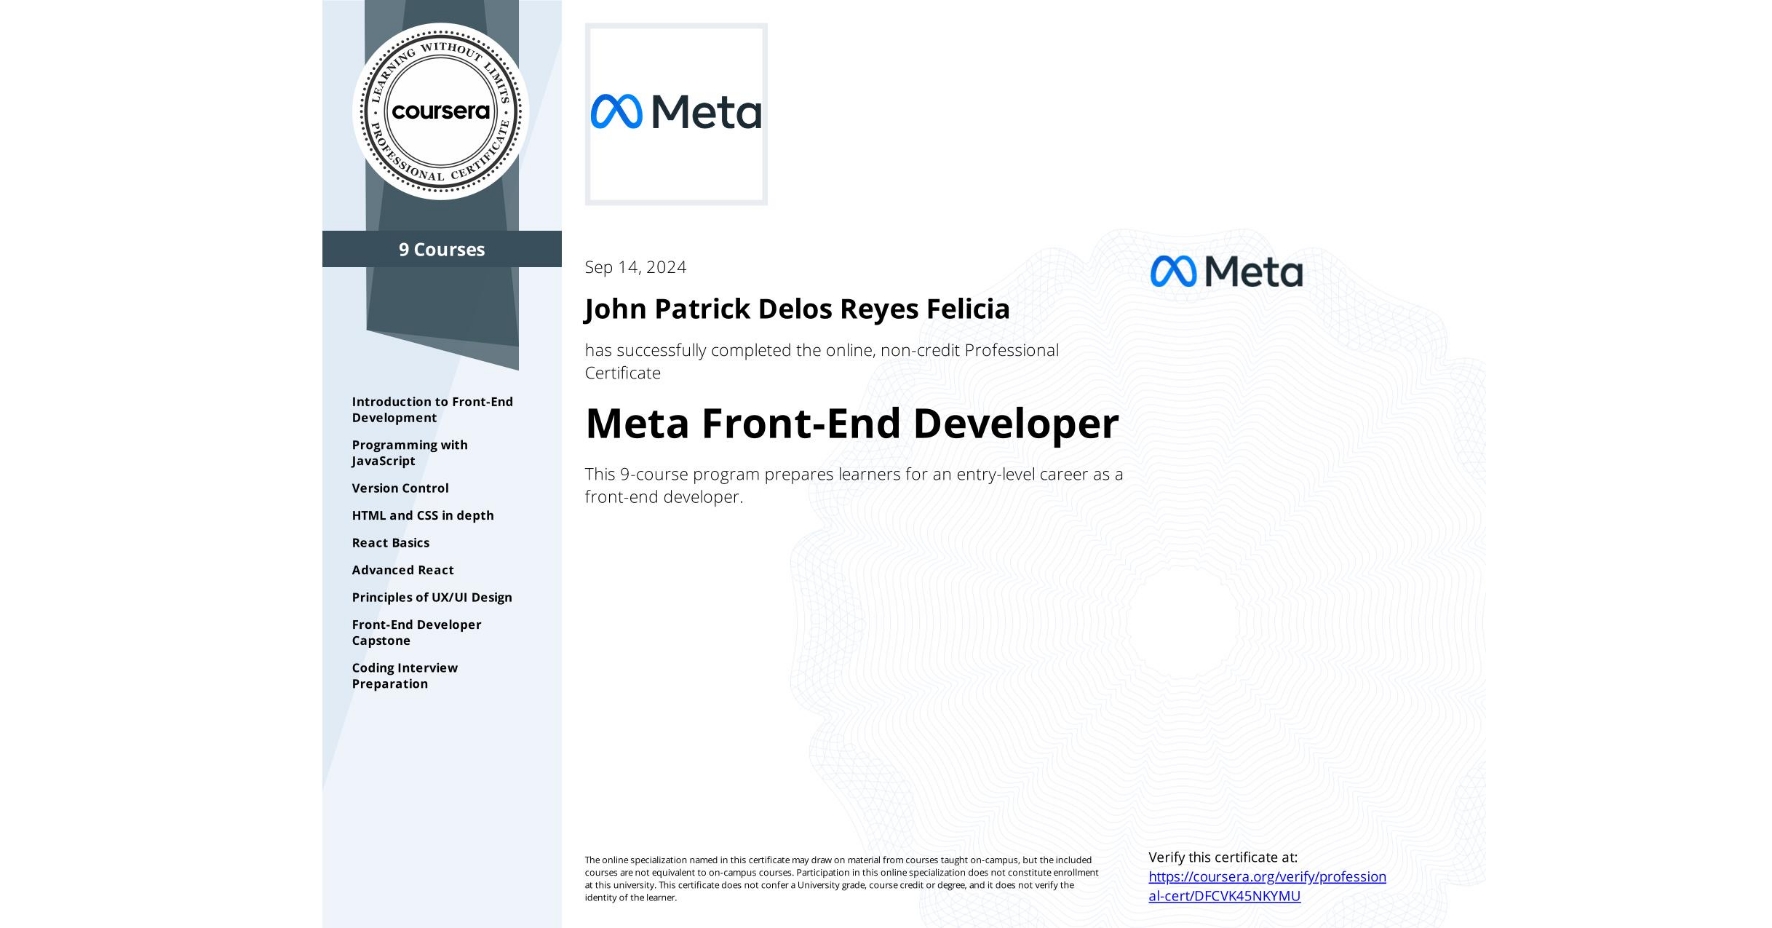 LEARNING WITHOUT LIMITS
coursera
PROFESSIONAL CERTIFICATE
9 Courses
Introduction to Front-End
Development
Programming with
JavaScript
Version Control
HTML and CSS in depth
React Basics
Advanced React
Principles of UX/UI Design
Front-End Developer
Capstone
Coding Interview
Preparation
Meta
Sep 14, 2024
Meta
John Patrick Delos Reyes Felicia
has successfully completed the online, non-credit Professional
Certificate
Meta Front-End Developer
This 9-course program prepares learners for an entry-level career as a
front-end developer.
The online specialization named in this certificate may draw on material from courses taught on-campus, but the included
courses are not equivalent to on-campus courses. Participation in this online specialization does not constitute enrollment
at this university. This certificate does not confer a University grade, course credit or degree, and it does not verify the
identity of the learner.
Verify this certificate at:
https://coursera.org/verify/profession
al-cert/DFCVK45NKYMU